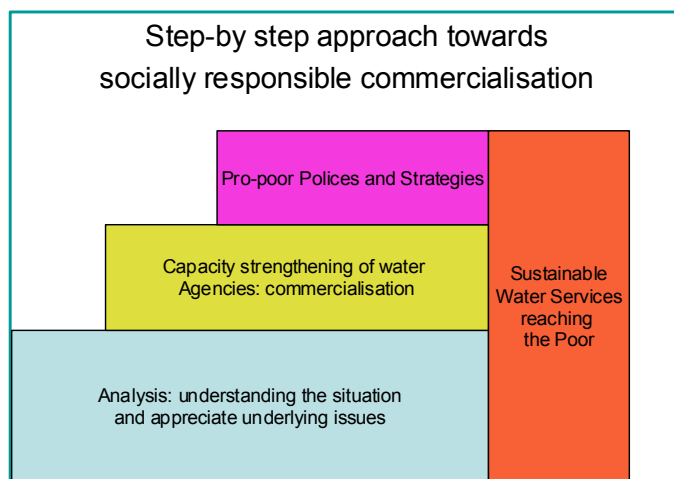 Step-by step approach towards
socially responsible commercialisation
Pro-poor Polices and Strategies
Capacity strengthening of water
Agencies: commercialisation
Sustainable
Water Services
reaching
the Poor
Analysis: understanding the situation
and appreciate underlying issues